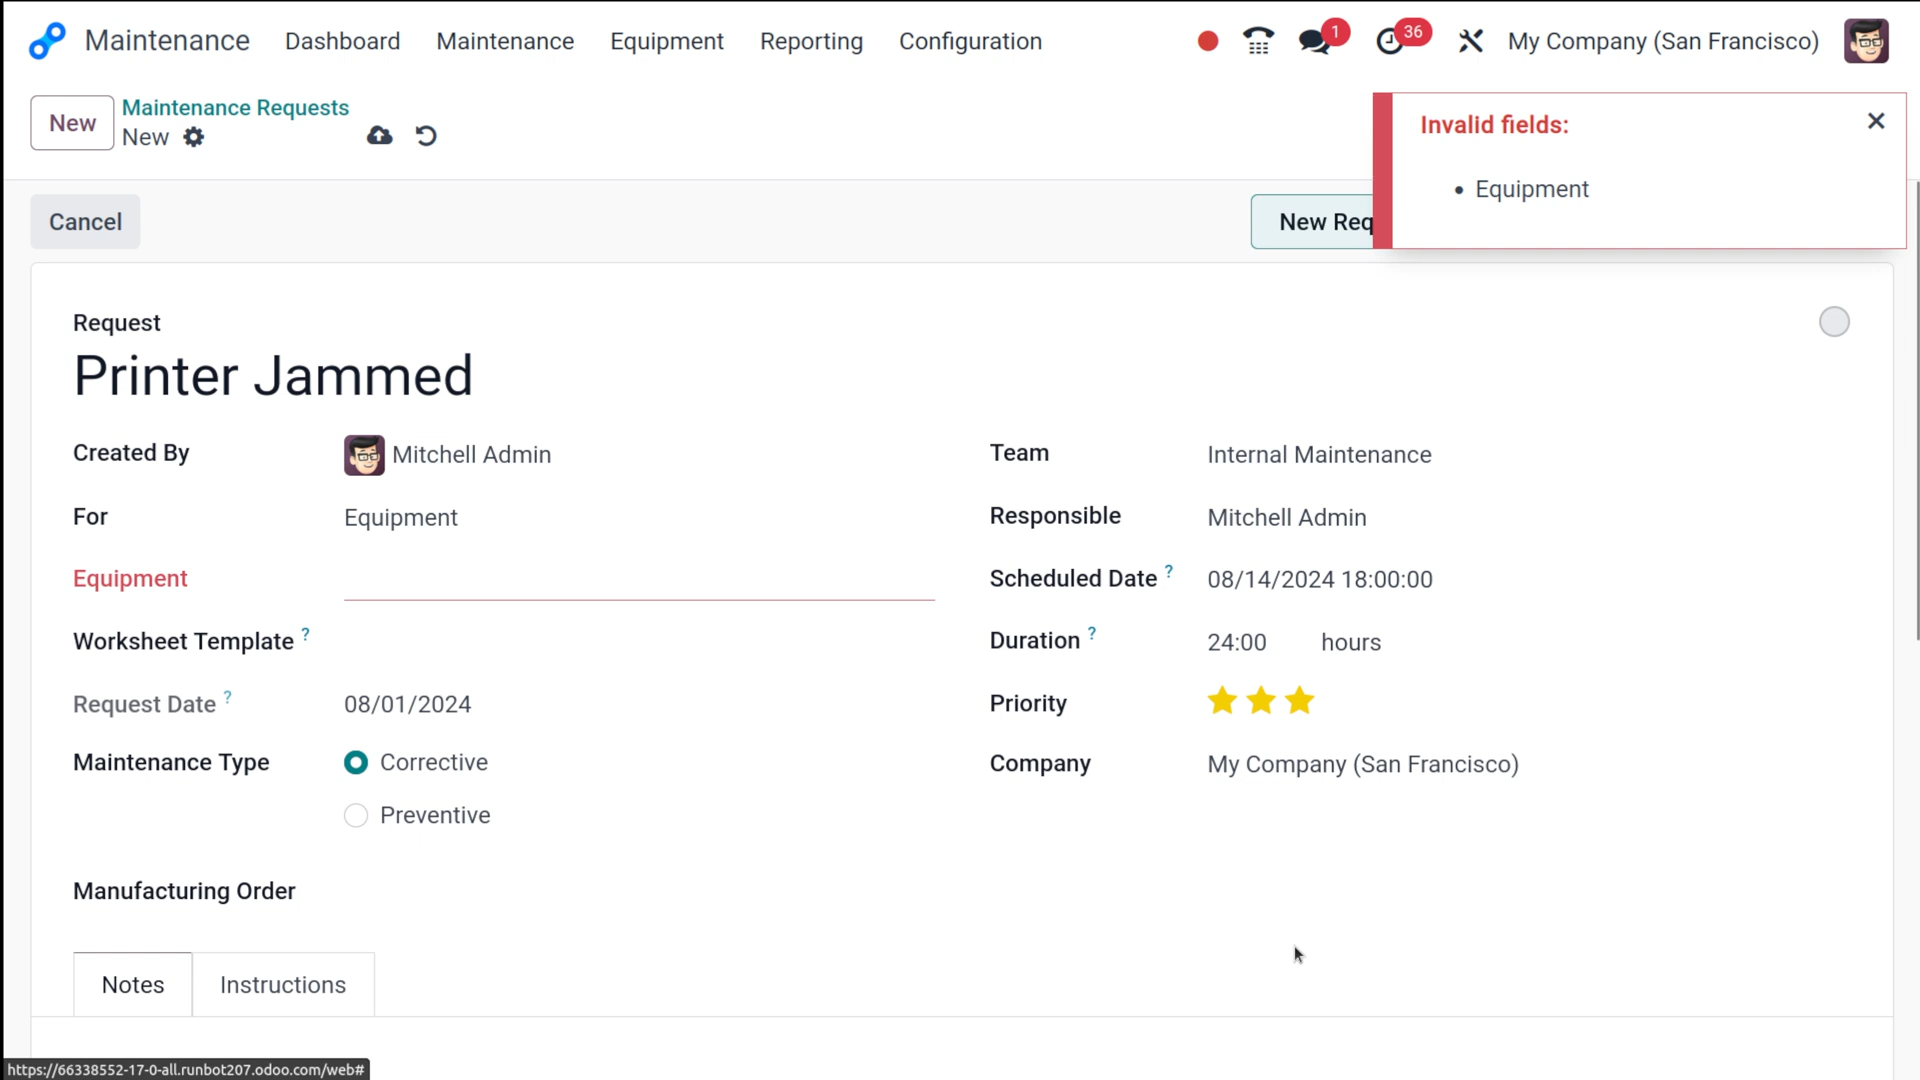 Maintenance Dashboard Maintenance Equipment Reporting Configuration 1 36 My Company (San Francisco)
New Maintenance Requests
New
Invalid fields:
• Equipment
Cancel New Req
Request
Printer Jammed
Created By Mitchell Admin
For Equipment
Equipment
Worksheet Template ?
Request Date ? 08/01/2024
Maintenance Type Corrective
Preventive
Manufacturing Order
Team Internal Maintenance
Responsible Mitchell Admin
Scheduled Date ? 08/14/2024 18:00:00
Duration ? 24:00 hours
Priority
Company My Company (San Francisco)
Notes Instructions
https://66338552-17-0-all.runbot207.odoo.com/web#